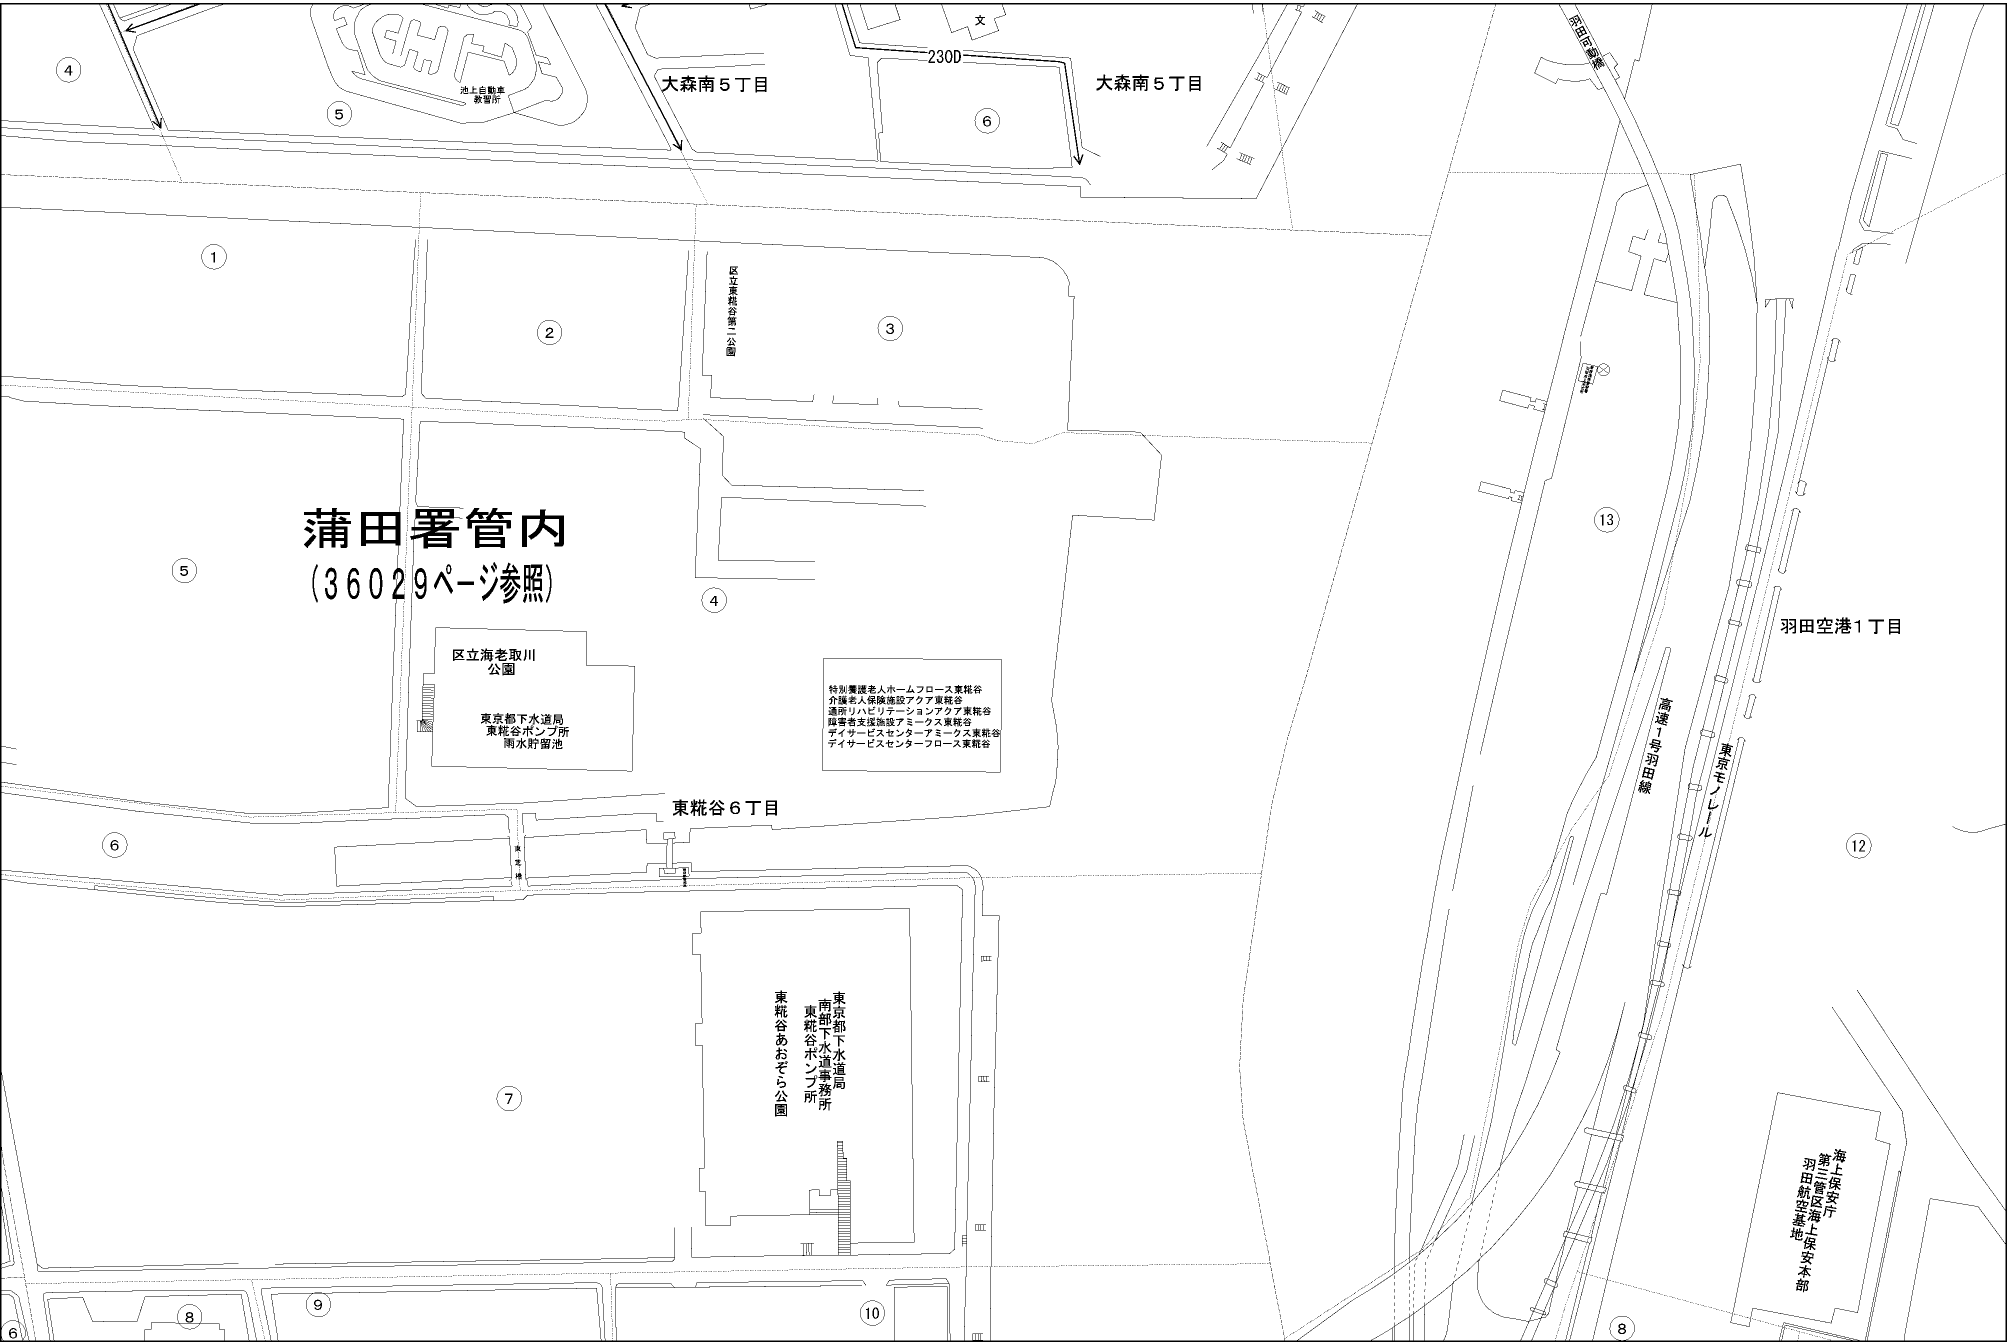 文
羽田可動橋
230D
④
池上自動車
教習所
大森南５丁目
大森南５丁目
⑤
⑥
①
②
区立東糀谷第二公園
③
⑬
蒲田署管内
（３６０２９ページ参照）
⑤
④
羽田空港１丁目
区立海老取川
公園
特別養護老人ホームフロース東糀谷
介護老人保険施設アクア東糀谷
通所リハビリテーションアクア東糀谷
障害者支援施設アミークス東糀谷
デイサービスセンターアミークス東糀谷
デイサービスセンターフロース東糀谷
東京都下水道局
東糀谷ポンプ所
雨水貯留池
高速１号羽田線
東京モノレール
東糀谷６丁目
⑥
⑫
東京都下水道局
南部下水道事務所
東糀谷ポンプ所
東糀谷あおぞら公園
⑦
海上保安庁
第三管区海上保安本部
羽田航空基地
⑥
⑧
⑨
⑩
⑧